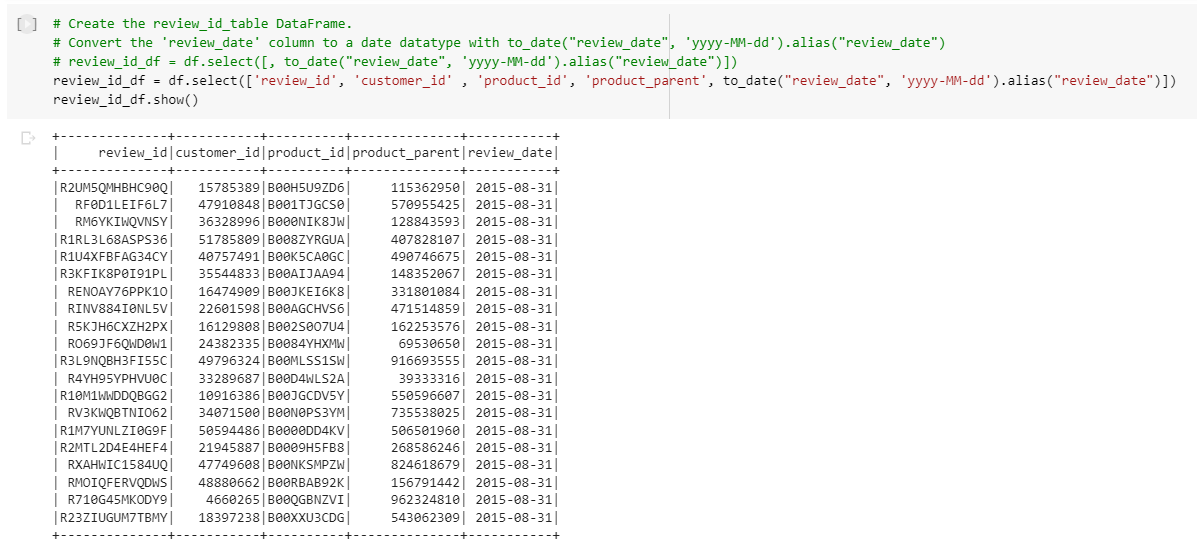 [ ] # Create the review_id_table DataFrame.
# Convert the 'review_date' column to a date datatype with to_date("review_date", 'yyyy-MM-dd').alias("review_date")
# review_id_df = df.select([, to_date("review_date", 'yyyy-MM-dd').alias("review_date")])
review_id_df = df.select(['review_id', 'customer_id' , 'product_id', 'product_parent', to_date("review_date", 'yyyy-MM-dd').alias("review_date")])
review_id_df.show()
+--------------+-----------+----------+--------------+-----------+
|     review_id|customer_id|product_id|product_parent|review_date|
+--------------+-----------+----------+--------------+-----------+
|R2UM5QMHBHC90Q|   15785389|B00H5U9ZD6|     115362950| 2015-08-31|
|  RF0D1LEIF6L7|   47910848|B001TJGCS0|     570955425| 2015-08-31|
|  RM6YKIWQVNSY|   36328996|B000NIK8JW|     128843593| 2015-08-31|
|R1RL3L68ASPS36|   51785809|B008ZYRGUA|     407828107| 2015-08-31|
|R1U4XFBFAG34CY|   40757491|B00K5CA0GC|     490746675| 2015-08-31|
|R3KFIK8P0I91PL|   35544833|B00AIJAA94|     148352067| 2015-08-31|
| RENOAY76PPK1O|   16474909|B00JKEI6K8|     331801084| 2015-08-31|
| RINV884I0NL5V|   22601598|B00AGCHVS6|     471514859| 2015-08-31|
| R5KJH6CXZH2PX|   16129808|B002S0O7U4|     162253576| 2015-08-31|
| RO69JF6QWD0W1|   24382335|B0084YHXMW|      69530650| 2015-08-31|
|R3L9NQBH3FI55C|   49796324|B00MLSS1SW|     916693555| 2015-08-31|
| R4YH95YPHVU0C|   33289687|B00D4WLS2A|      39333316| 2015-08-31|
|R10M1WWDDQBGG2|   10916386|B00JGCDV5Y|     550596607| 2015-08-31|
| RV3KWQBTNIO62|   34071500|B00N0PS3YM|     735538025| 2015-08-31|
|R1M7YUNLZI0G9F|   50594486|B0000DD4KV|     506501960| 2015-08-31|
|R2MTL2D4E4HEF4|   21945887|B0009H5FB8|     268586246| 2015-08-31|
| RXAHWIC1584UQ|   47749608|B00NKSMPZW|     824618679| 2015-08-31|
| RMOIQFERVQDWS|   48880662|B00RBAB92K|     156791442| 2015-08-31|
| R710G45MKODY9|    4660265|B00QGBNZVI|     962324810| 2015-08-31|
|R23ZIUGUM7TBMY|   18397238|B00XXU3CDG|     543062309| 2015-08-31|
+--------------+-----------+----------+--------------+-----------+